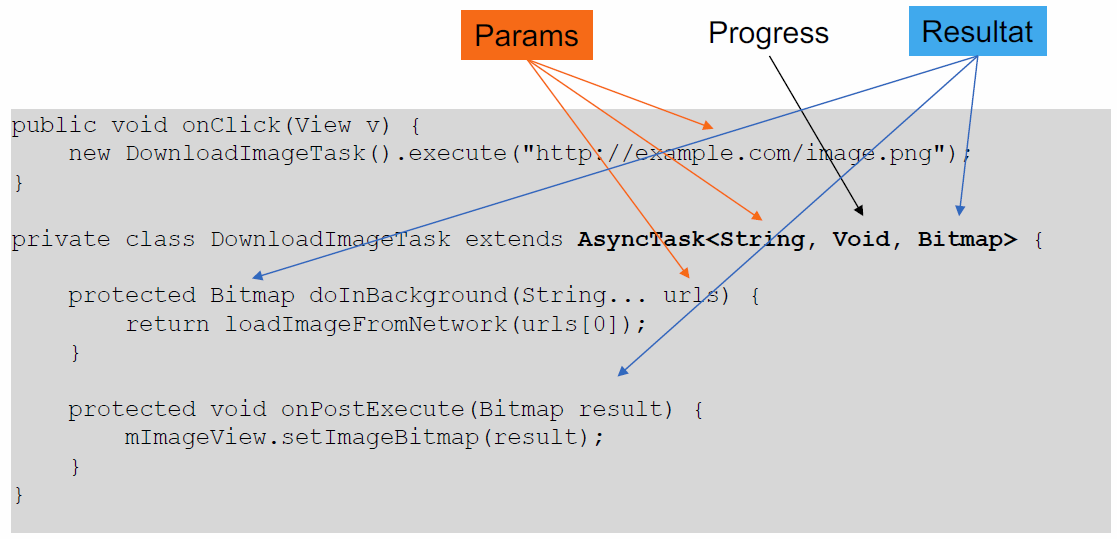 Params Progress Resultat
public void onClick(View v) {
new DownloadImageTask().execute("http://example.com/image.png");
}
private class DownloadImageTask extends AsyncTask<String, Void, Bitmap> {
protected Bitmap doInBackground(String... urls) {
return loadImageFromNetwork(urls[0]);
}
protected void onPostExecute(Bitmap result) {
mImageView.setImageBitmap(result);
}
}